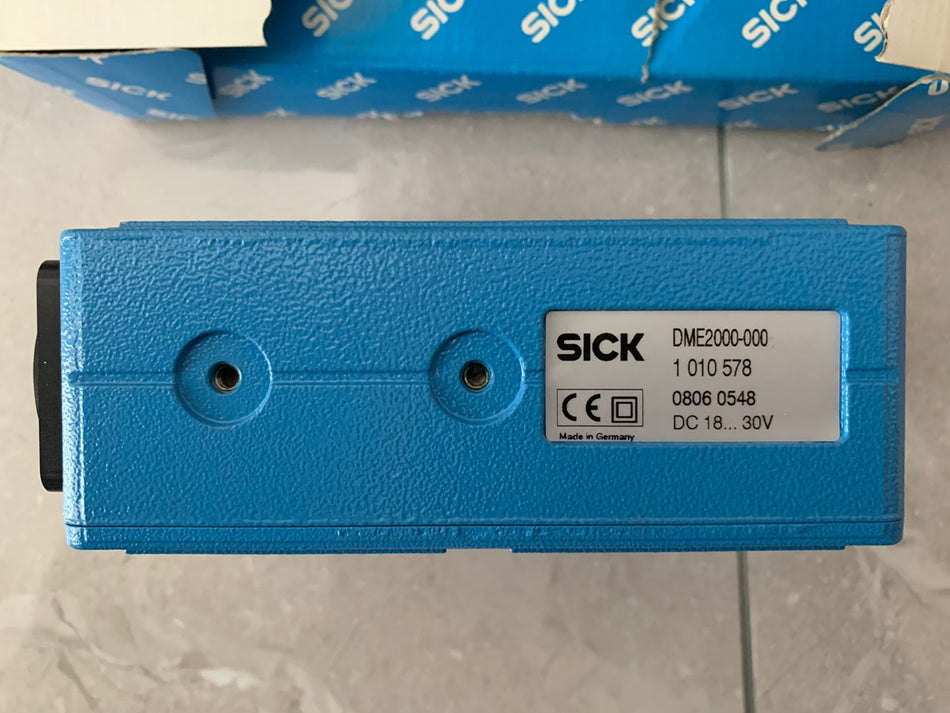 SICK SICK SICK SICK SICK SICK
SICK SICK SICK SICK SICK SICK SICK
SICK
DME2000-000
1 010 578
CE
0806 0548
DC 18... 30V
Made in Germany